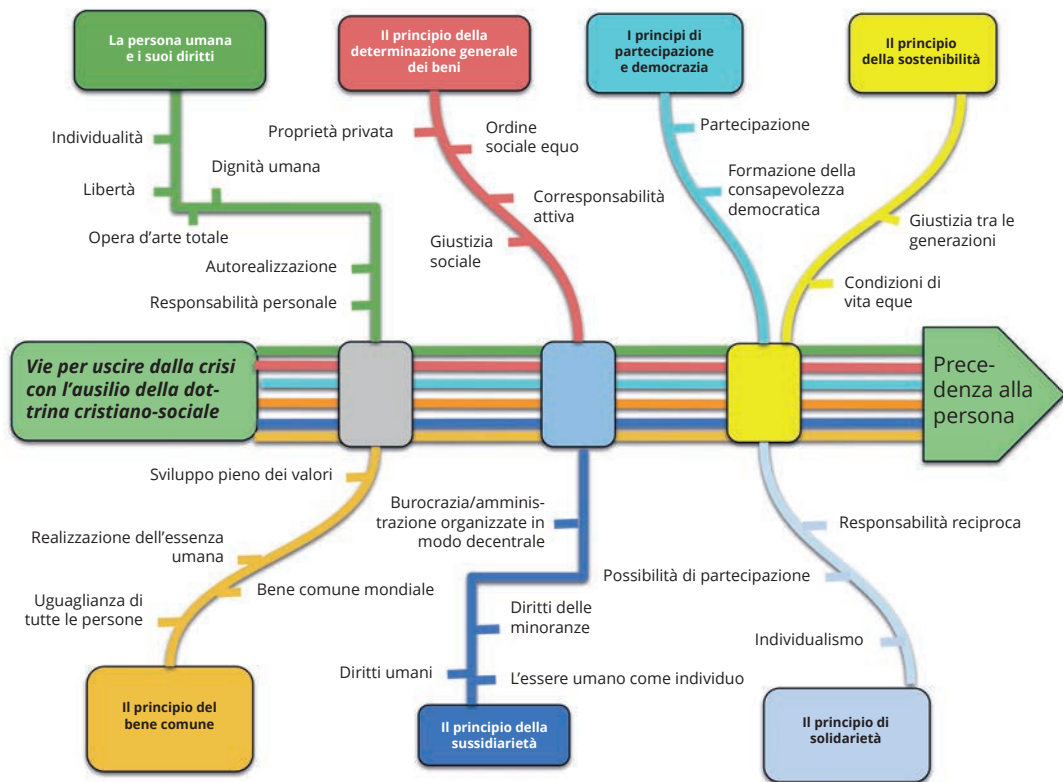 La persona umana
e i suoi diritti
Il principio della
determinazione generale
dei beni
I principi di
partecipazione
e democrazia
Il principio
della sostenibilità
Individualità
Dignità umana
Libertà
Opera d’arte totale
Autorealizzazione
Responsabilità personale
Proprietà privata
Ordine
sociale equo
Corresponsabilità
attiva
Giustizia
sociale
Partecipazione
Formazione della
consapevolezza
democratica
Giustizia tra le
generazioni
Condizioni di
vita eque
Vie per uscire dalla crisi
con l’ausilio della dot-
trina cristiano-sociale
Prece-
denza alla
persona
Sviluppo pieno dei valori
Realizzazione dell’essenza
umana
Bene comune mondiale
Uguaglianza di
tutte le persone
Burocrazia/amminis-
trazione organizzate in
modo decentrale
Diritti delle
minoranze
Diritti umani
L’essere umano come individuo
Responsabilità reciproca
Possibilità di partecipazione
Individualismo
Il principio del
bene comune
Il principio della
sussidiarietà
Il principio di
solidarietà